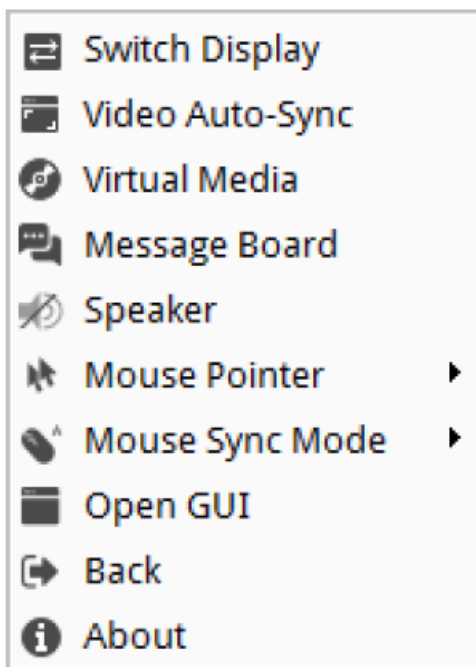 Switch Display
Video Auto-Sync
Virtual Media
Message Board
Speaker
Mouse Pointer
Mouse Sync Mode
Open GUI
Back
About